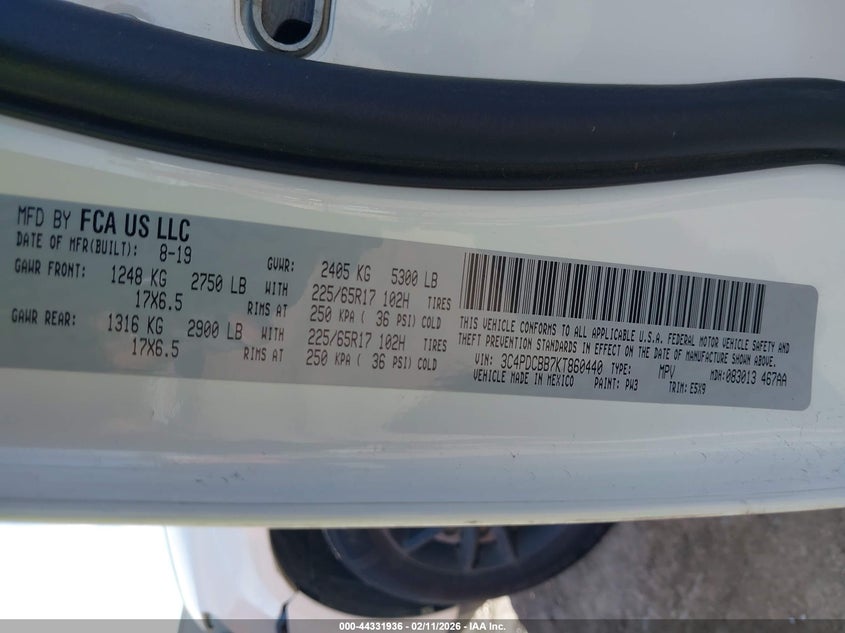 MFD BY FCA US LLC
DATE OF MFR(BUILT): 8-19 GVWR: 2405 KG 5300 LB
GAWR FRONT: 1248 KG 2750 LB WITH 225/65R17 102H TIRES
17X6.5 RIMS AT 250 KPA ( 36 PSI) COLD
GAWR REAR: 1316 KG 2900 LB WITH 225/65R17 102H TIRES
17X6.5 RIMS AT 250 KPA ( 36 PSI) COLD
THIS VEHICLE CONFORMS TO ALL APPLICABLE U.S.A. FEDERAL MOTOR VEHICLE SAFETY AND
THEFT PREVENTION STANDARDS IN EFFECT ON THE DATE OF MANUFACTURE SHOWN ABOVE.
VIN: 3C4PDCBB7KT860440 TYPE: MPV MDH: 083013 467AA
VEHICLE MADE IN MEXICO PAINT: PW3 TRIM: E5X9
000-44331936 - 02/11/2026 - IAA Inc.